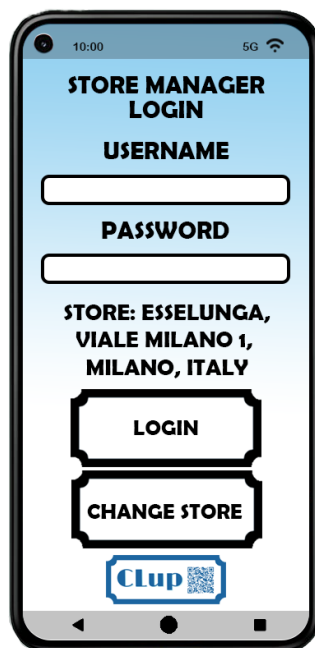 10:00 5G
STORE MANAGER
LOGIN
USERNAME
PASSWORD
STORE: ESSELUNGA,
VIALE MILANO 1,
MILANO, ITALY
LOGIN
CHANGE STORE
CLup